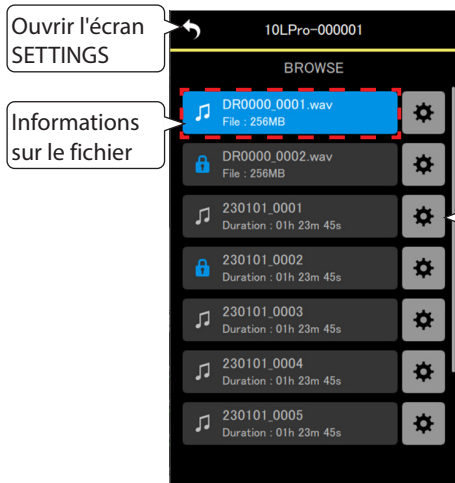 Ouvrir l'écran
SETTINGS
10LPro-000001
BROWSE
Informations
sur le fichier
DR0000_0001.wav
File : 256MB
DR0000_0002.wav
File : 256MB
230101_0001
Duration : 01h 23m 45s
230101_0002
Duration : 01h 23m 45s
230101_0003
Duration : 01h 23m 45s
230101_0004
Duration : 01h 23m 45s
230101_0005
Duration : 01h 23m 45s